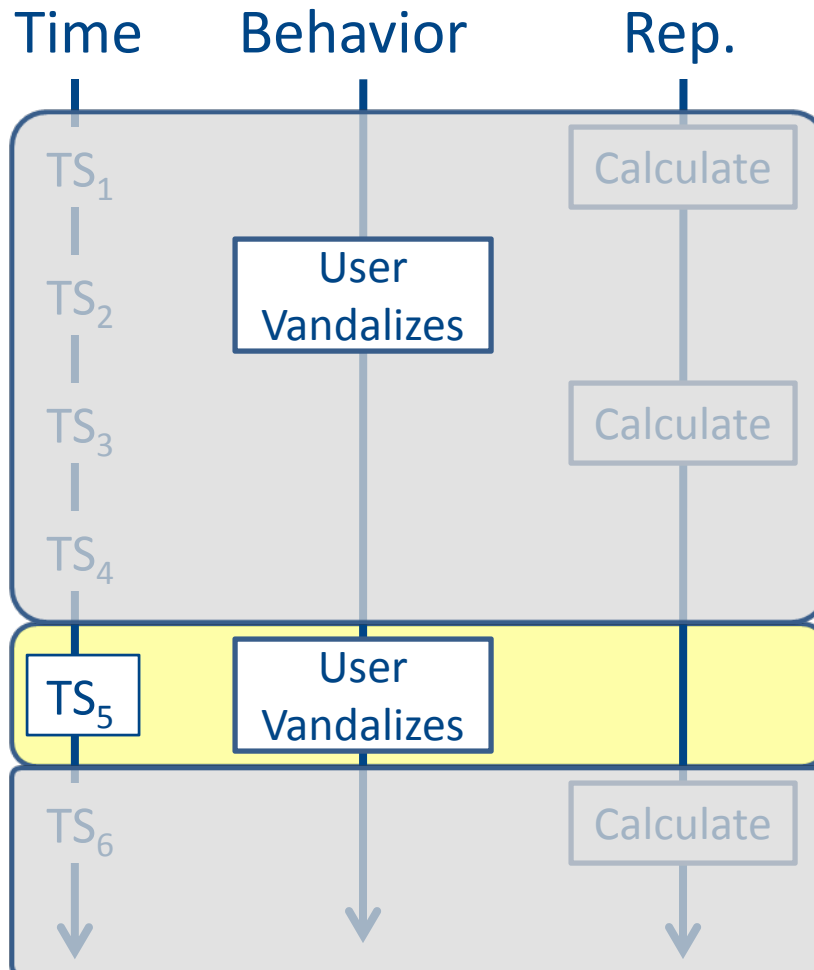 Time Behavior Rep.
TS₁ Calculate
User
TS₂
Vandalizes
TS₃ Calculate
TS₄
User
TS₅
Vandalizes
TS₆ Calculate